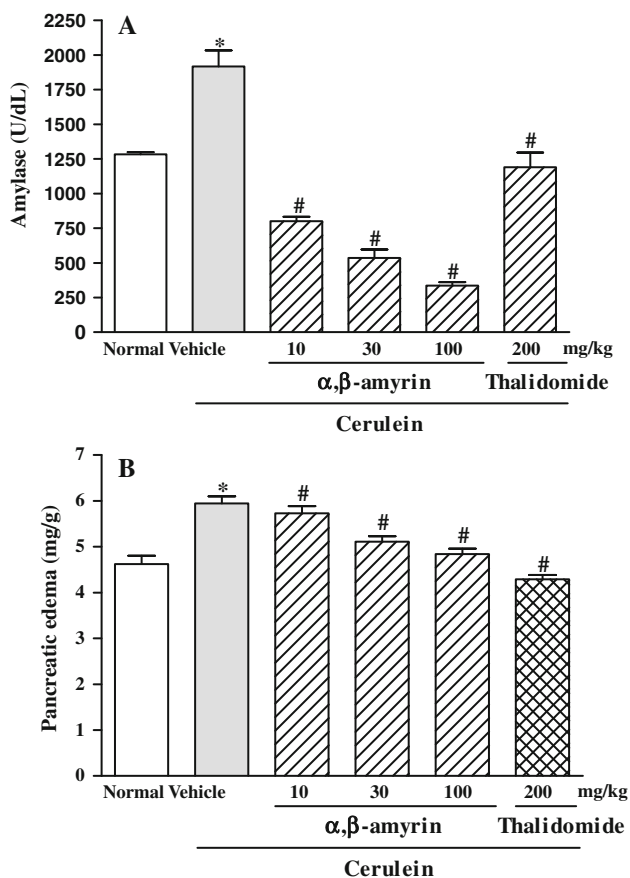 A
Amylase (U/dL)
2250
2000
1750
1500
1250
1000
750
500
250
0
*
#
#
#
#
Normal Vehicle 10 30 100 200 mg/kg
α,β-amyrin Thalidomide
Cerulein
B
Pancreatic edema (mg/g)
7
6
5
4
3
2
1
0
*
#
#
#
#
Normal Vehicle 10 30 100 200 mg/kg
α,β-amyrin Thalidomide
Cerulein